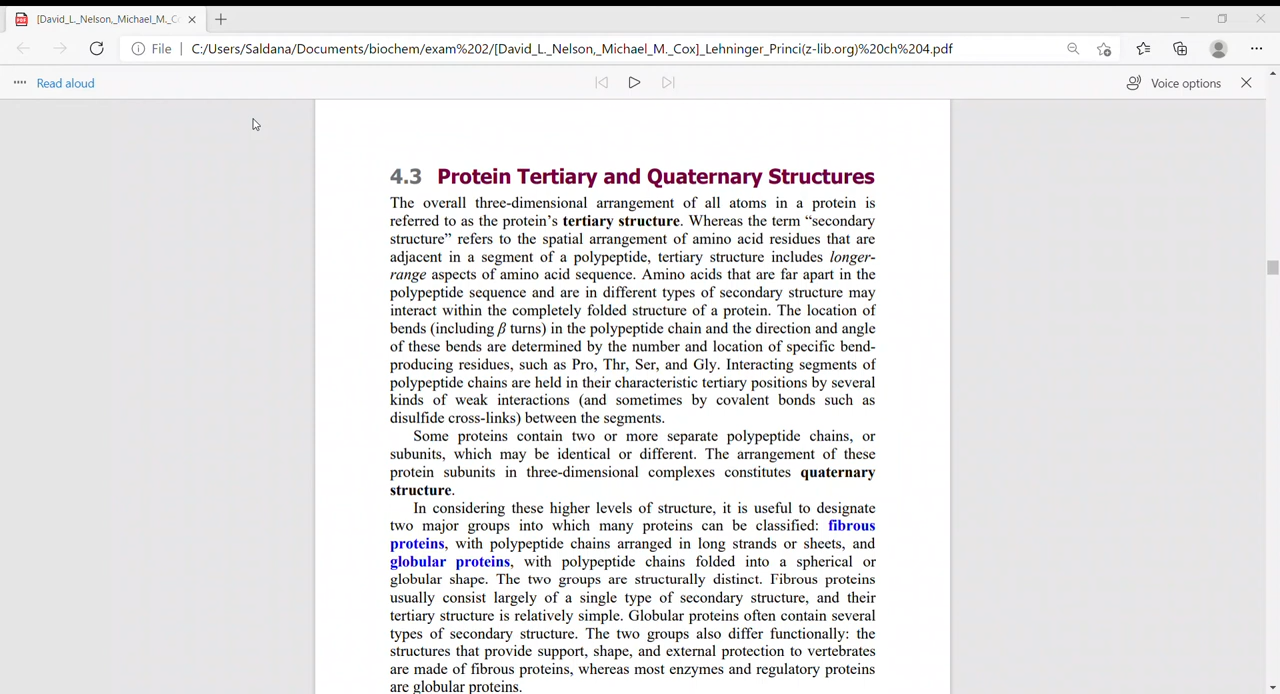 [David_L._Nelson,_Michael_M._Co
File
C:/Users/Saldana/Documents/biochem/exam%202/[David_L._Nelson,_Michael_M._Cox]_Lehninger_Princi(z-lib.org)%20ch%204.pdf
Read aloud
Voice options
4.3 Protein Tertiary and Quaternary Structures
The overall three-dimensional arrangement of all atoms in a protein is
referred to as the protein’s tertiary structure. Whereas the term “secondary
structure” refers to the spatial arrangement of amino acid residues that are
adjacent in a segment of a polypeptide, tertiary structure includes longer-
range aspects of amino acid sequence. Amino acids that are far apart in the
polypeptide sequence and are in different types of secondary structure may
interact within the completely folded structure of a protein. The location of
bends (including β turns) in the polypeptide chain and the direction and angle
of these bends are determined by the number and location of specific bend-
producing residues, such as Pro, Thr, Ser, and Gly. Interacting segments of
polypeptide chains are held in their characteristic tertiary positions by several
kinds of weak interactions (and sometimes by covalent bonds such as
disulfide cross-links) between the segments.
Some proteins contain two or more separate polypeptide chains, or
subunits, which may be identical or different. The arrangement of these
protein subunits in three-dimensional complexes constitutes quaternary
structure.
In considering these higher levels of structure, it is useful to designate
two major groups into which many proteins can be classified: fibrous
proteins, with polypeptide chains arranged in long strands or sheets, and
globular proteins, with polypeptide chains folded into a spherical or
globular shape. The two groups are structurally distinct. Fibrous proteins
usually consist largely of a single type of secondary structure, and their
tertiary structure is relatively simple. Globular proteins often contain several
types of secondary structure. The two groups also differ functionally: the
structures that provide support, shape, and external protection to vertebrates
are made of fibrous proteins, whereas most enzymes and regulatory proteins
are globular proteins.